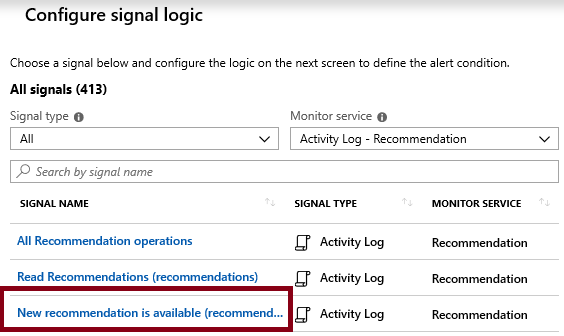 Configure signal logic
Choose a signal below and configure the logic on the next screen to define the alert condition.
All signals (413)
Signal type Monitor service
All Activity Log - Recommendation
Search by signal name
SIGNAL NAME SIGNAL TYPE MONITOR SERVICE
All Recommendation operations Activity Log Recommendation
Read Recommendations (recommendations) Activity Log Recommendation
New recommendation is available (recommend... Activity Log Recommendation